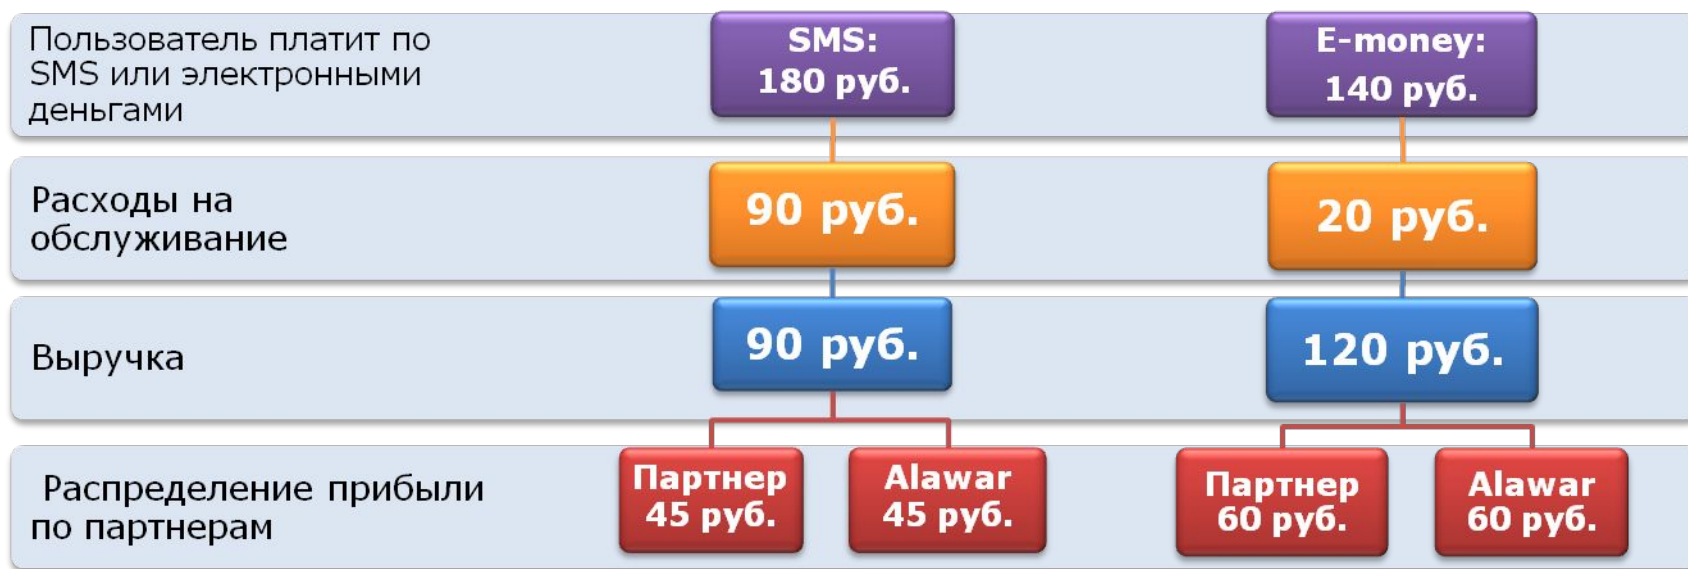 Пользователь платит по
SMS или электронными
деньгами
SMS:
180 руб.
E-money:
140 руб.
Расходы на
обслуживание
90 руб.
20 руб.
Выручка
90 руб.
120 руб.
Распределение прибыли
по партнерам
Партнер
45 руб.
Alawar
45 руб.
Партнер
60 руб.
Alawar
60 руб.